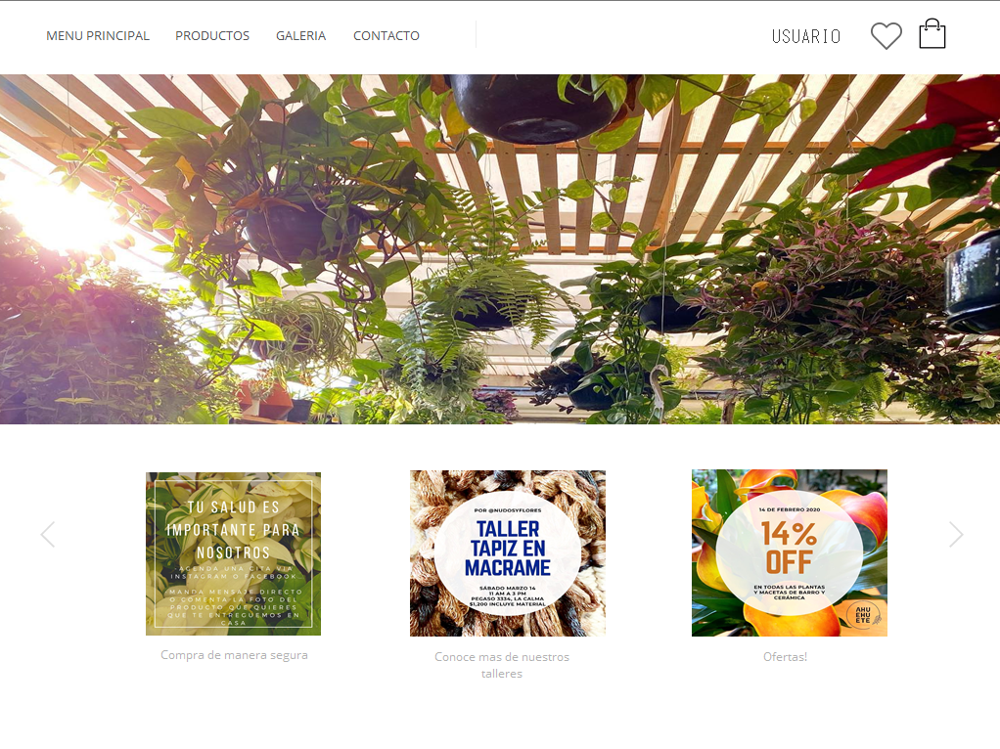 MENU PRINCIPAL PRODUCTOS GALERIA CONTACTO USUARIO
TU SALUD ES
IMPORTANTE PARA
NOSOTROS
AGENDA UNA CITA VIA
INSTAGRAM O FACEBOOK
MANDA MENSAJE DIRECTO
O COMENTA LA FOTO DEL
PRODUCTO QUE QUIERES
QUE TE ENTREGUEMOS EN
CASA
Compra de manera segura
POR @NUDOSYFLORES
TALLER
TAPIZ EN
MACRAME
SÁBADO MARZO 14
11 AM A 3 PM
PEGASO 3334, LA CALMA
$1,200 INCLUYE MATERIAL
Conoce mas de nuestros
talleres
14 DE FEBRERO 2020
14%
OFF
EN TODAS LAS PLANTAS
Y MACETAS DE BARRO Y
CERÁMICA
AHU
EHU
ETE
Ofertas!